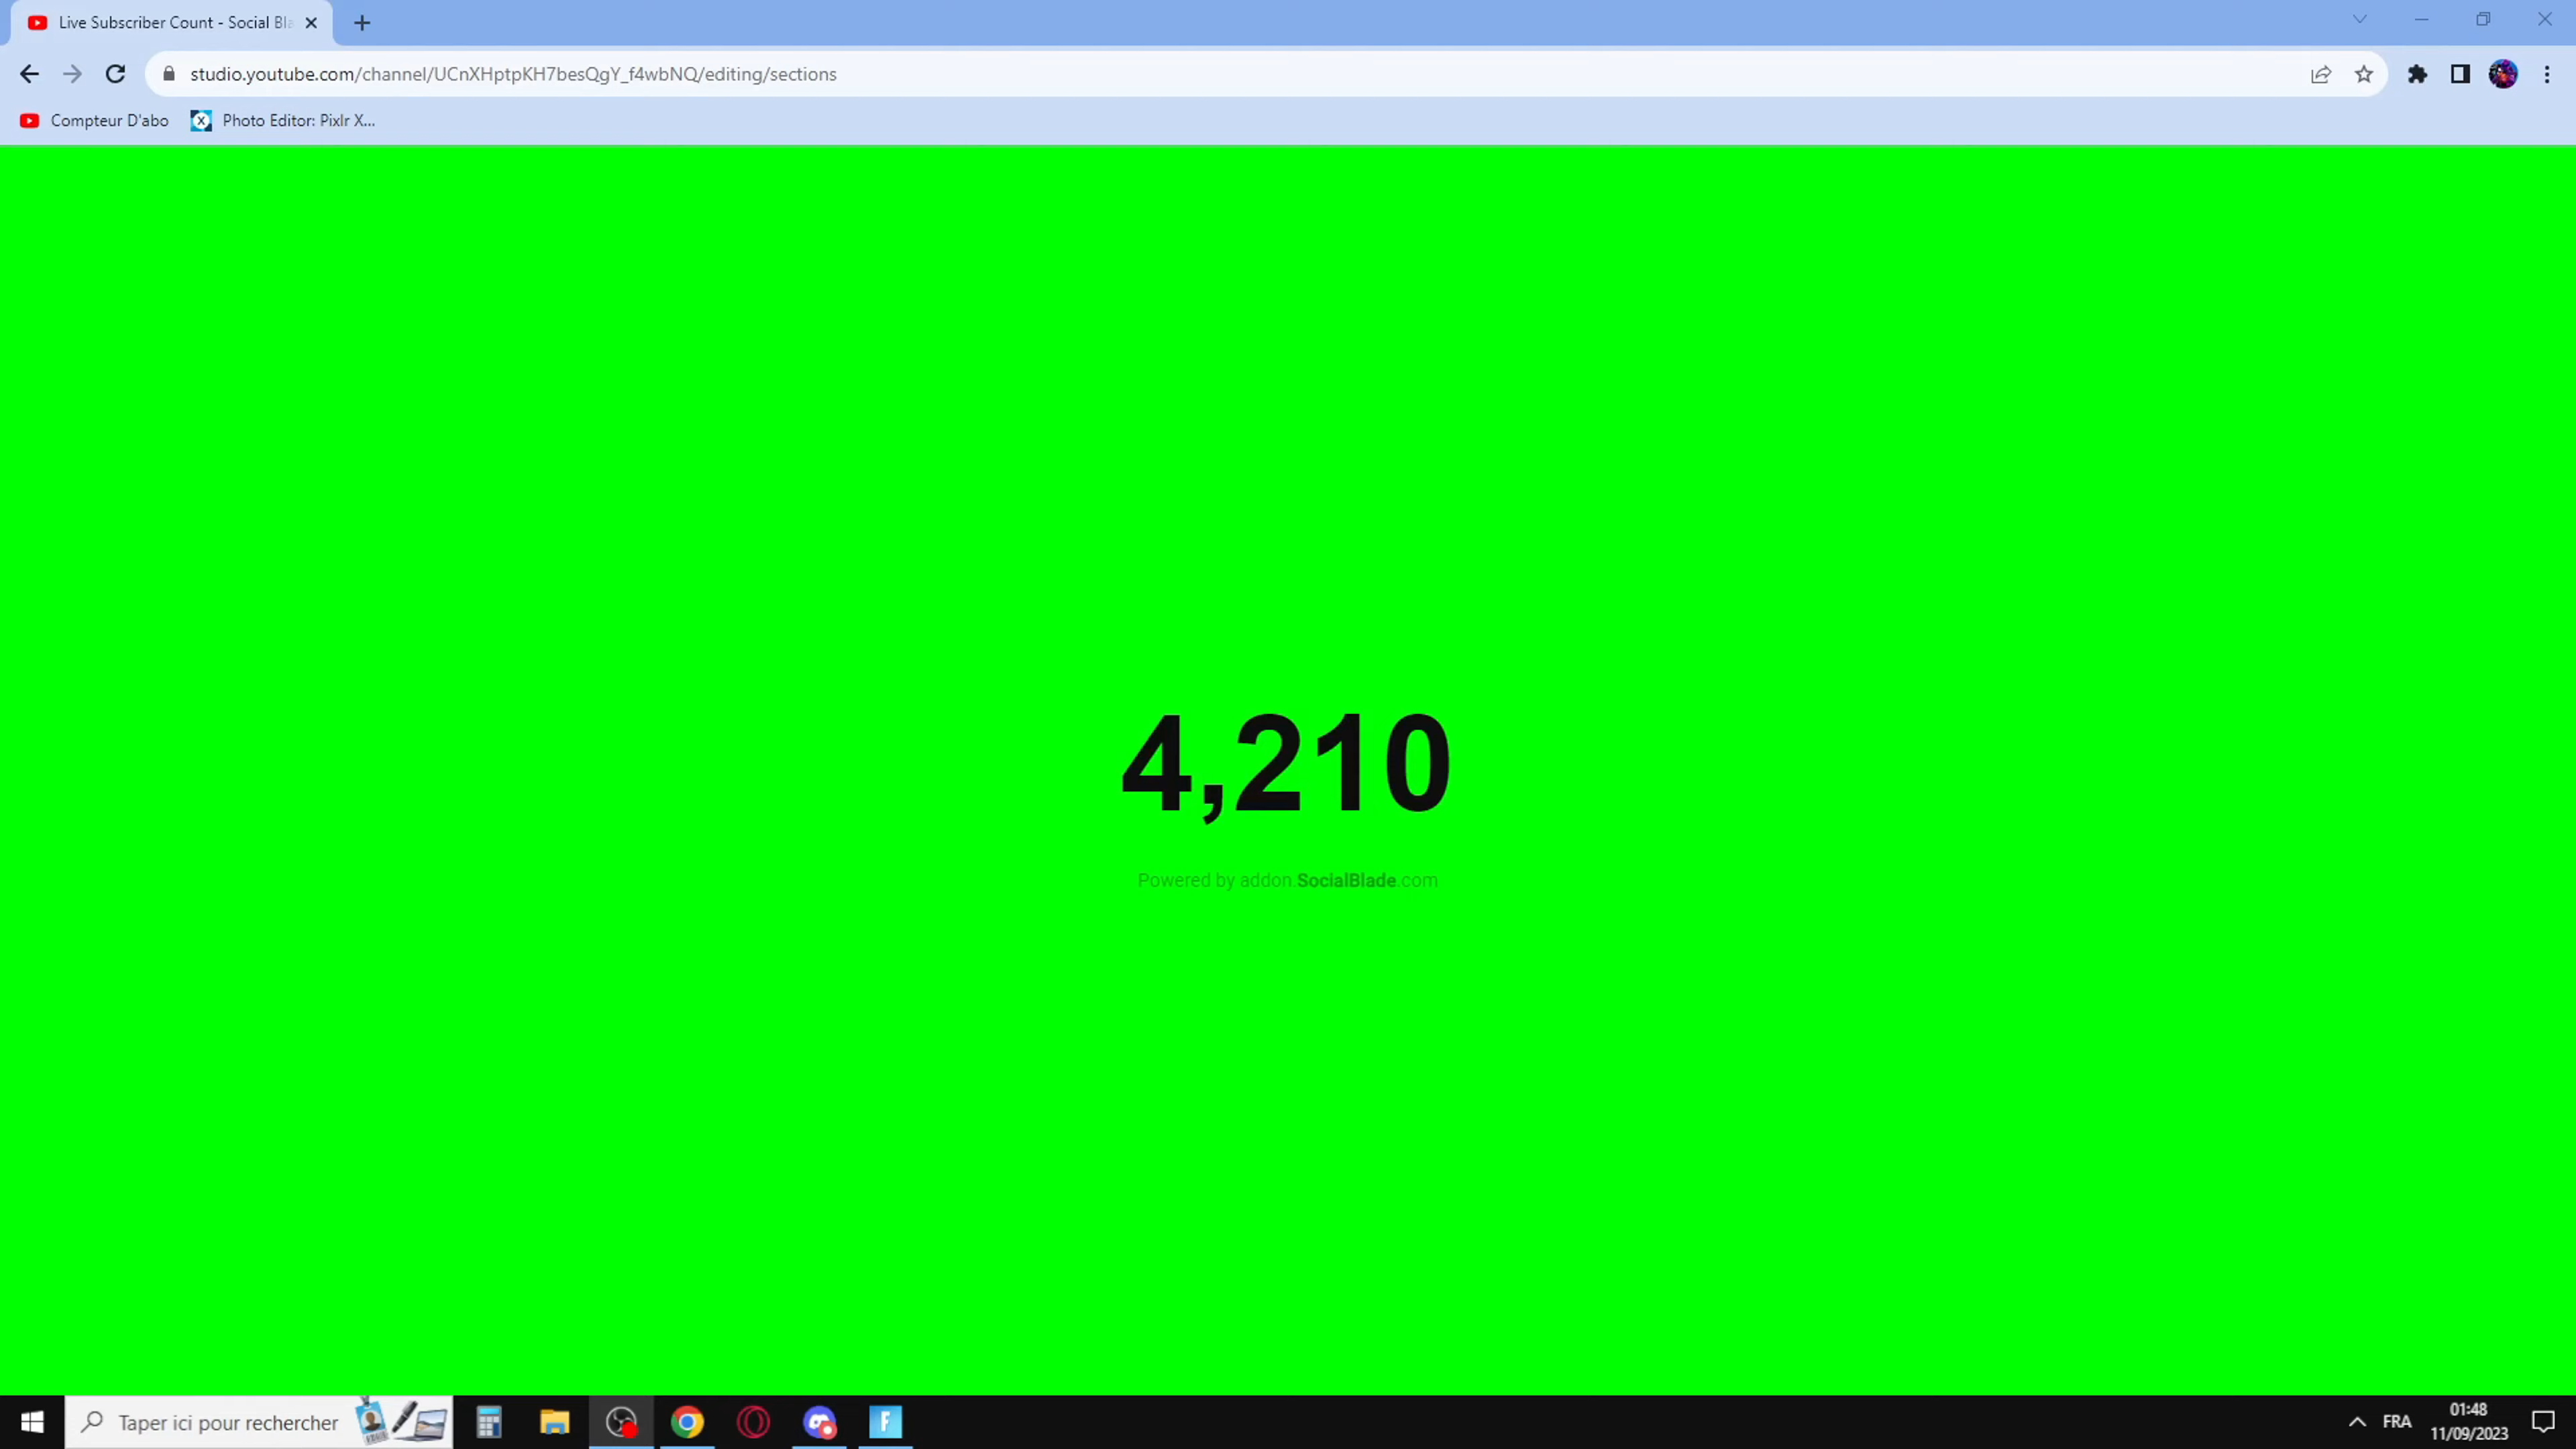 Live Subscriber Count - Social Bla
studio.youtube.com/channel/UCnXHptpKH7besQgY_f4wbNQ/editing/sections
Compteur D'abo
Photo Editor: Pixlr X...
4,210
Powered by addon.SocialBlade.com
Taper ici pour rechercher
FRA
01:48
11/09/2023